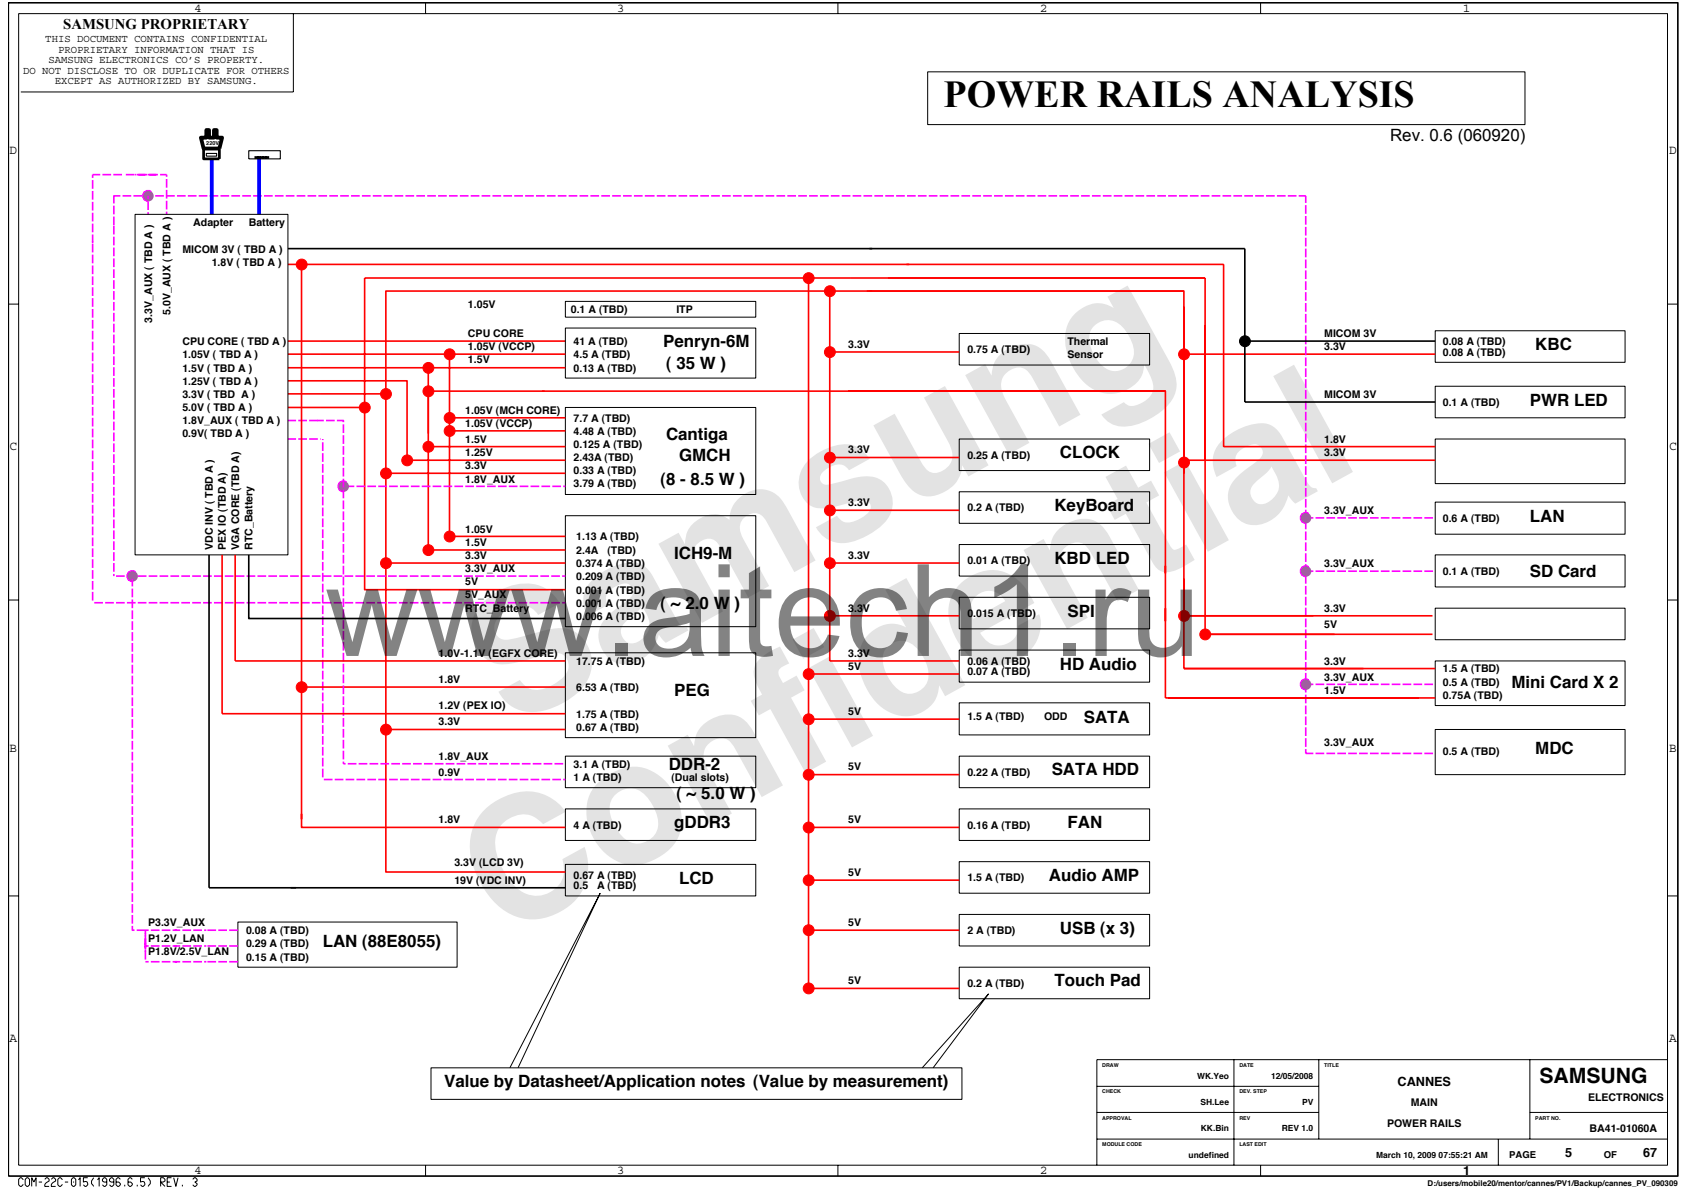 4 3 2 1
SAMSUNG PROPRIETARY
THIS DOCUMENT CONTAINS CONFIDENTIAL
PROPRIETARY INFORMATION THAT IS
SAMSUNG ELECTRONICS CO'S PROPERTY.
DO NOT DISCLOSE TO OR DUPLICATE FOR OTHERS
EXCEPT AS AUTHORIZED BY SAMSUNG.
POWER RAILS ANALYSIS
Rev. 0.6 (060920)
D D
C C
B B
A A
220V
Adapter Battery
3.3V_AUX ( TBD A )
5.0V_AUX ( TBD A )
MICOM 3V ( TBD A )
1.8V ( TBD A )
CPU CORE ( TBD A )
1.05V ( TBD A )
1.5V ( TBD A )
1.25V ( TBD A )
3.3V ( TBD A )
5.0V ( TBD A )
1.8V_AUX ( TBD A )
0.9V( TBD A )
VDC INV ( TBD A )
PEX IO (TBD A)
VGA CORE (TBD A)
RTC_Battery
1.05V
0.1 A (TBD) ITP
CPU CORE
1.05V (VCCP)
1.5V
41 A (TBD)
4.5 A (TBD)
0.13 A (TBD)
Penryn-6M
( 35 W )
1.05V (MCH CORE)
1.05V (VCCP)
1.5V
1.25V
3.3V
1.8V_AUX
7.7 A (TBD)
4.48 A (TBD)
0.125 A (TBD)
2.43A (TBD)
0.33 A (TBD)
3.79 A (TBD)
Cantiga
GMCH
(8 - 8.5 W )
1.05V
1.5V
3.3V
3.3V_AUX
5V
5V_AUX
RTC_Battery
1.13 A (TBD)
2.4A (TBD)
0.374 A (TBD)
0.209 A (TBD)
0.001 A (TBD)
0.001 A (TBD)
0.006 A (TBD)
ICH9-M
( ~ 2.0 W )
1.0V-1.1V (EGFX CORE)
1.8V
1.2V (PEX IO)
3.3V
17.75 A (TBD)
6.53 A (TBD)
1.75 A (TBD)
0.67 A (TBD)
PEG
1.8V_AUX
0.9V
3.1 A (TBD)
1 A (TBD)
DDR-2
(Dual slots)
( ~ 5.0 W )
1.8V
4 A (TBD) gDDR3
3.3V (LCD 3V)
19V (VDC INV)
0.67 A (TBD)
0.5 A (TBD)
LCD
P3.3V_AUX
P1.2V_LAN
P1.8V/2.5V_LAN
0.08 A (TBD)
0.29 A (TBD)
0.15 A (TBD)
LAN (88E8055)
3.3V
0.75 A (TBD)
Thermal
Sensor
3.3V
0.25 A (TBD) CLOCK
3.3V
0.2 A (TBD) KeyBoard
3.3V
0.01 A (TBD) KBD LED
3.3V
0.015 A (TBD) SPI
3.3V
5V
0.06 A (TBD)
0.07 A (TBD)
HD Audio
5V
1.5 A (TBD) ODD SATA
5V
0.22 A (TBD) SATA HDD
5V
0.16 A (TBD) FAN
5V
1.5 A (TBD) Audio AMP
5V
2 A (TBD) USB (x 3)
5V
0.2 A (TBD) Touch Pad
MICOM 3V
3.3V
0.08 A (TBD)
0.08 A (TBD)
KBC
MICOM 3V
0.1 A (TBD) PWR LED
1.8V
3.3V
3.3V_AUX
0.6 A (TBD) LAN
3.3V_AUX
0.1 A (TBD) SD Card
3.3V
5V
3.3V
3.3V_AUX
1.5V
1.5 A (TBD)
0.5 A (TBD)
0.75A (TBD)
Mini Card X 2
3.3V_AUX
0.5 A (TBD) MDC
Samsung
Confidential
www.aitech1.ru
Value by Datasheet/Application notes (Value by measurement)
DRAW WK.Yeo DATE 12/05/2008 TITLE
CHECK SH.Lee DEV. STEP PV
APPROVAL KK.Bin REV REV 1.0
MODULE CODE undefined LAST EDIT March 10, 2009 07:55:21 AM
CANNES
MAIN
POWER RAILS
SAMSUNG
ELECTRONICS
PART NO. BA41-01060A
PAGE 5 OF 67
4 3 2 1
COM-22C-015(1996.6.5) REV. 3
D:/users/mobile20/mentor/cannes/PV1/Backup/cannes_PV_090309